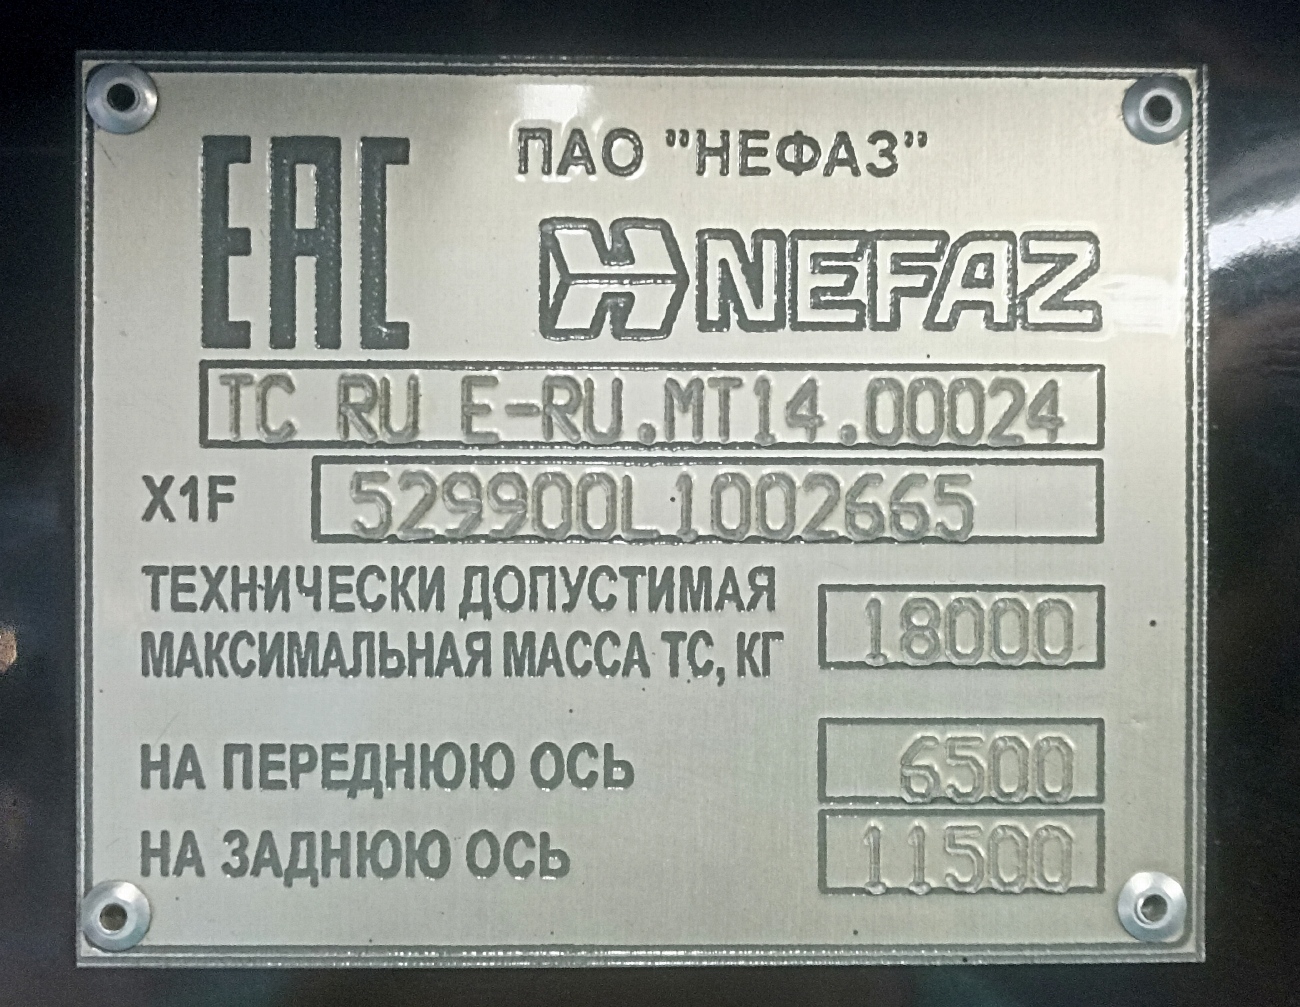 ЕАС
ПАО "НЕФАЗ"
NEFAZ
TC RU E-RU.MT14.00024
X1F 529900L1002665
ТЕХНИЧЕСКИ ДОПУСТИМАЯ
МАКСИМАЛЬНАЯ МАССА ТС, КГ 18000
НА ПЕРЕДНЮЮ ОСЬ 6500
НА ЗАДНЮЮ ОСЬ 11500